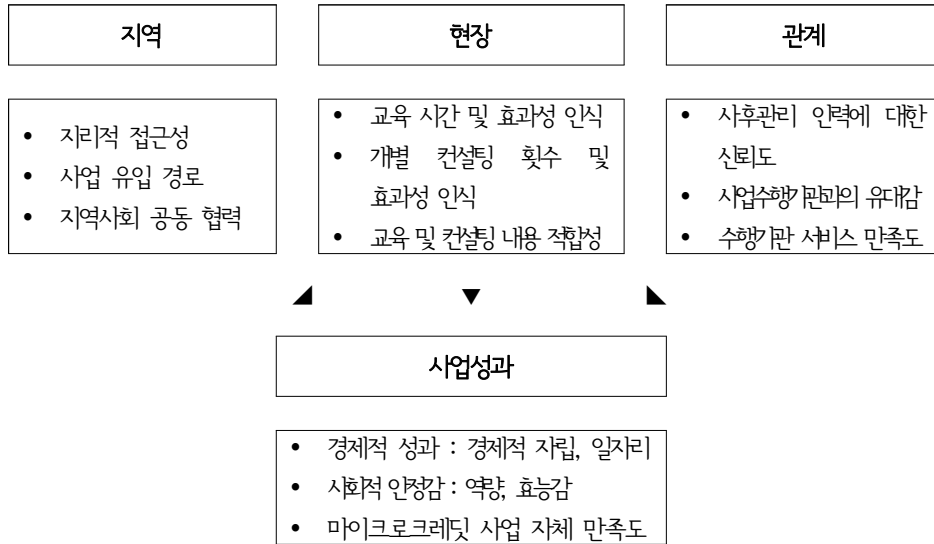 지역
현장
관계
• 지리적 접근성
• 사업 유입 경로
• 지역사회 공동 협력
• 교육 시간 및 효과성 인식
• 개별 컨설팅 횟수 및
효과성 인식
• 교육 및 컨설팅 내용 적합성
• 사후관리 인력에 대한
신뢰도
• 사업수행기관과의 유대감
• 수행기관 서비스 만족도
사업성과
• 경제적 성과 : 경제적 자립, 일자리
• 사회적 안정감 : 역량, 효능감
• 마이크로크레딧 사업 자체 만족도